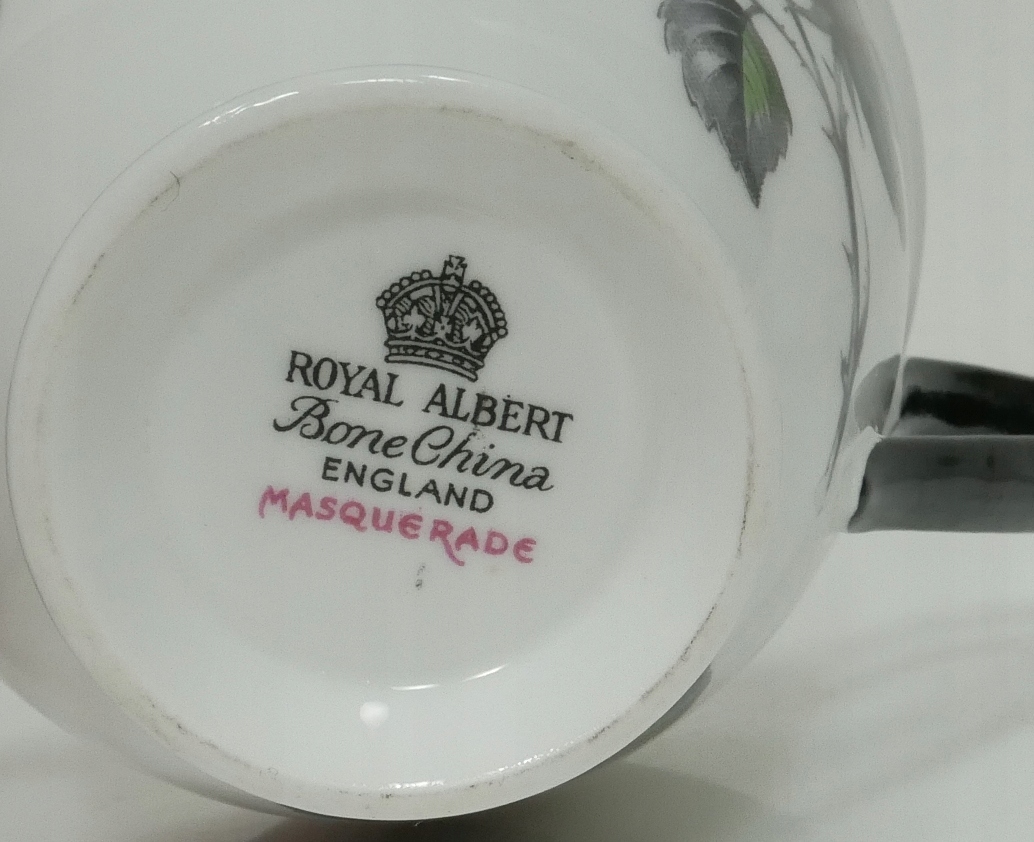 ROYAL ALBERT
Bone China
ENGLAND
MASQUERADE